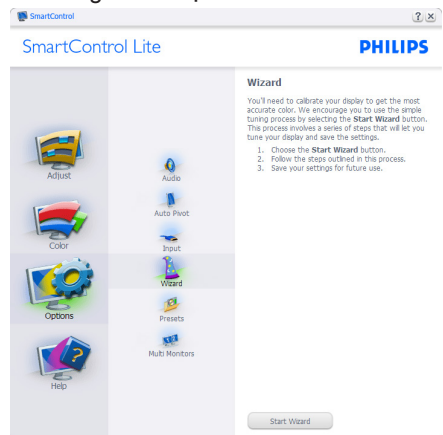 SmartControl
? x
SmartControl Lite
PHILIPS
Adjust
Color
Options
Help
Audio
Auto Pivot
Input
Wizard
Presets
Multi Monitors
Wizard
You'll need to calibrate your display to get the most
accurate color. We encourage you to use the simple
tuning process by selecting the Start Wizard button.
This process involves a series of steps that will let you
tune your display and save the settings.
1. Choose the Start Wizard button.
2. Follow the steps outlined in this process.
3. Save your settings for future use.
Start Wizard